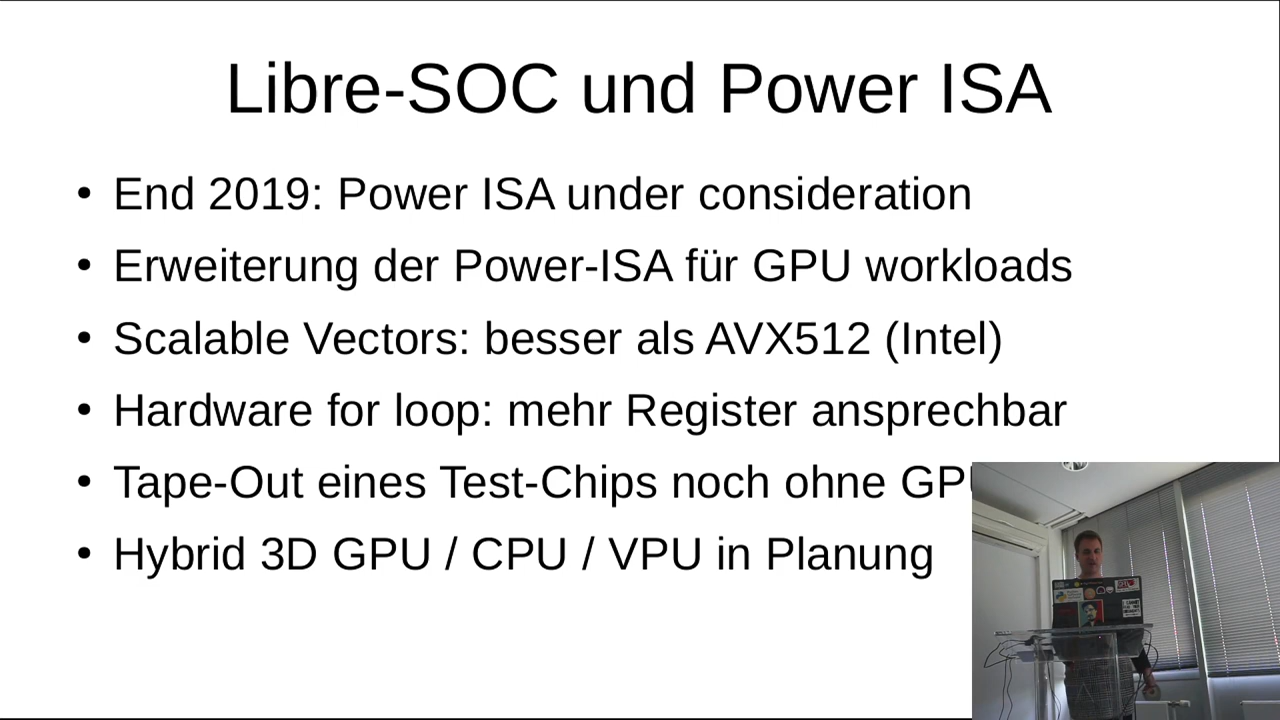 Libre-SOC und Power ISA
• End 2019: Power ISA under consideration
• Erweiterung der Power-ISA für GPU workloads
• Scalable Vectors: besser als AVX512 (Intel)
• Hardware for loop: mehr Register ansprechbar
• Tape-Out eines Test-Chips noch ohne
• Hybrid 3D GPU / CPU / VPU in Planung